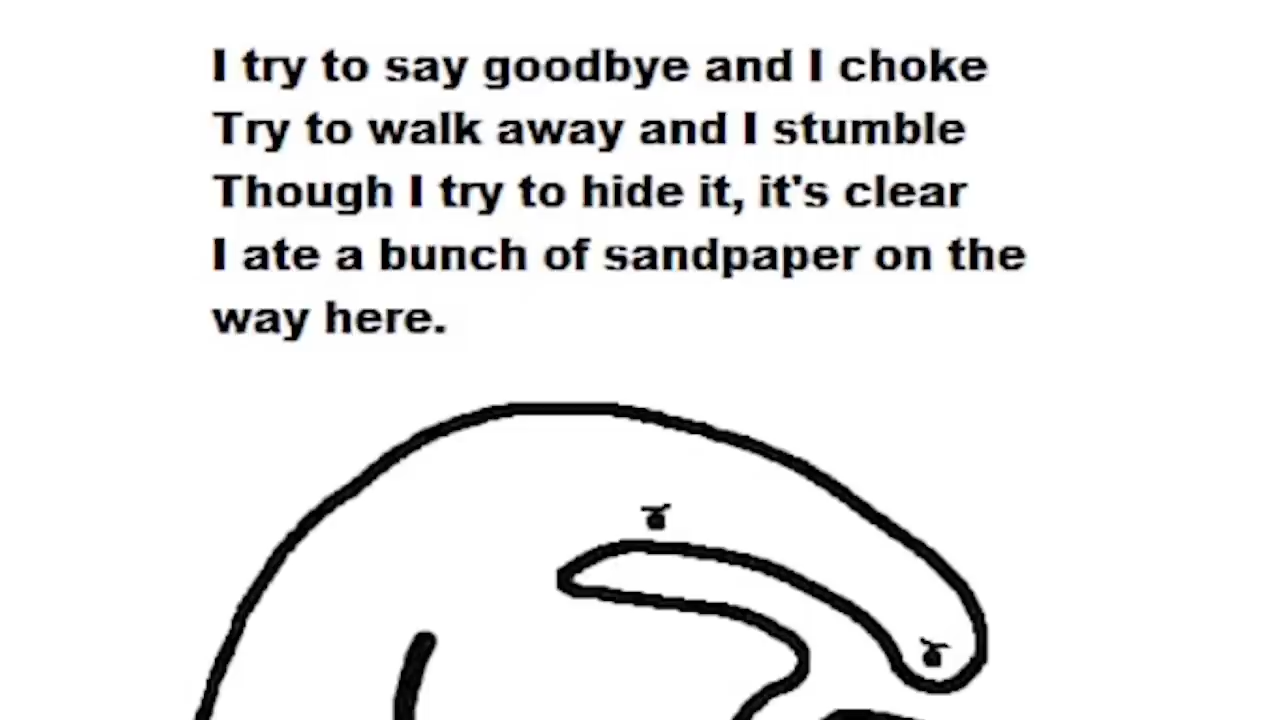 I try to say goodbye and I choke
Try to walk away and I stumble
Though I try to hide it, it's clear
I ate a bunch of sandpaper on the
way here.